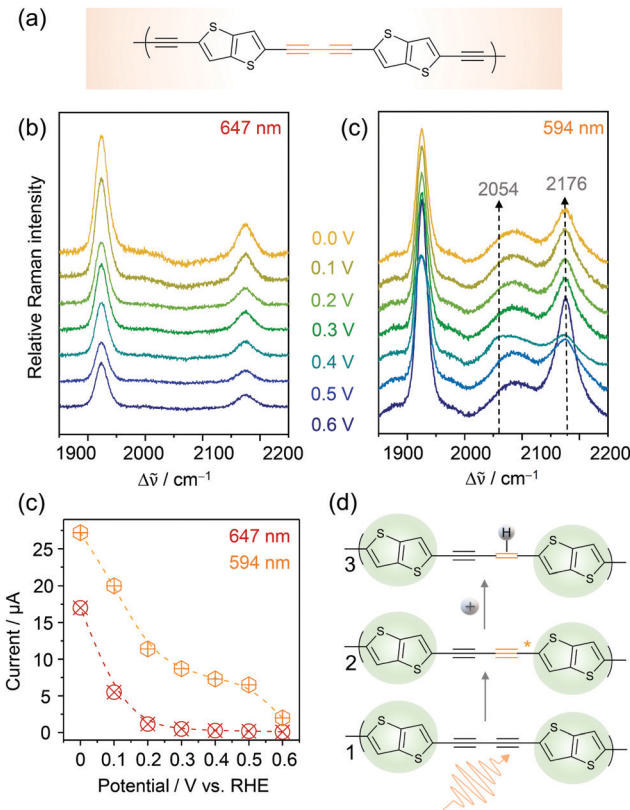 (a)
S S S S
(b) 647 nm
(c) 594 nm
2054 2176
Relative Raman intensity
0.0 V
0.1 V
0.2 V
0.3 V
0.4 V
0.5 V
0.6 V
1900 2000 2100 2200
1900 2000 2100 2200
Δν̃ / cm⁻¹
Δν̃ / cm⁻¹
(c)
647 nm
594 nm
25
20
15
10
5
0
Current / µA
0 0.1 0.2 0.3 0.4 0.5 0.6
Potential / V vs. RHE
(d)
H
S S S S
3
+
S S * S S
2
S S S S
1